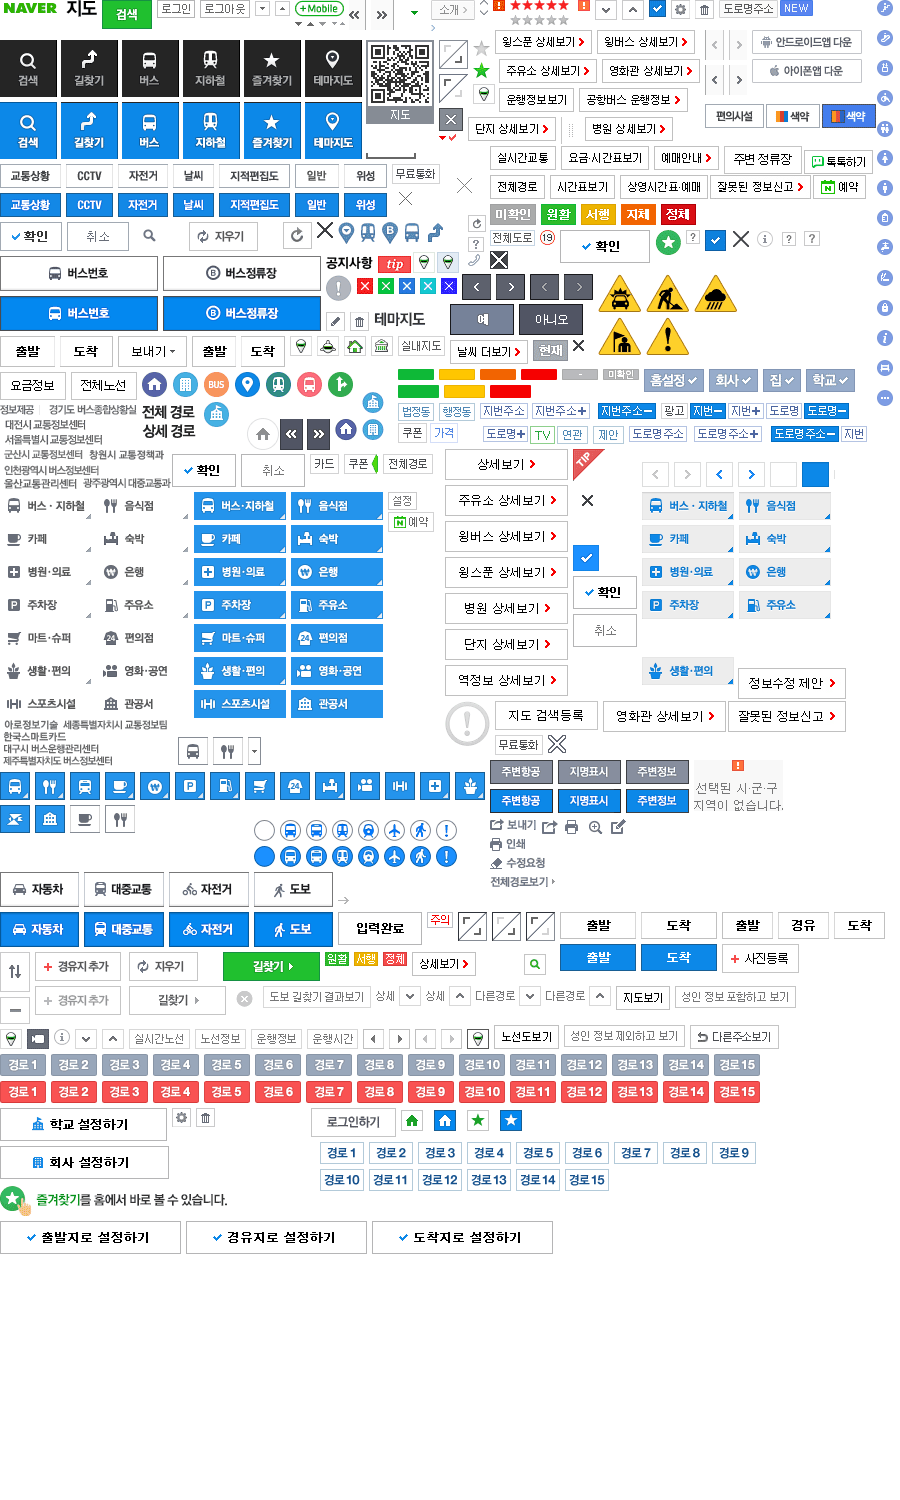 NAVER 지도 검색 로그인 로그아웃 +Mobile 소개 도로명주소 NEW
윙스푼 상세보기 윙버스 상세보기 안드로이드앱 다운
검색 길찾기 버스 지하철 즐겨찾기 테마지도 주유소 상세보기 영화관 상세보기 아이폰앱 다운
운행정보보기 공항버스 운행정보
지도 편의시설 색약 색약
검색 길찾기 버스 지하철 즐겨찾기 테마지도 단지 상세보기 병원 상세보기
실시간교통 요금·시간표보기 예매안내 주변 정류장 톡톡하기
교통상황 CCTV 자전거 날씨 지적편집도 일반 위성 무료통화
전체경로 시간표보기 상영시간표·예매 잘못된 정보신고 예약
교통상황 CCTV 자전거 날씨 지적편집도 일반 위성
미확인 원활 서행 지체 정체
확인 취소 지우기 전체도로 19 확인
공지사항 tip
버스번호 버스정류장
예 아니오
버스번호 버스정류장 테마지도
출발 도착 보내기 출발 도착 실내지도 날씨 더보기 현재
요금정보 전체노선 BUS - 미확인 홈설정 회사 집 학교
정보제공 경기도 버스종합상황실 전체 경로 법정동 행정동 지번주소 지번주소+ 지번주소- 광고 지번- 지번+ 도로명 도로명-
대전시 교통정보센터 상세 경로 쿠폰 가격 도로명+ TV 연관 제안 도로명주소 도로명주소+ 도로명주소- 지번
서울특별시 교통정보센터
군산시 교통정보센터 창원시 교통정책과
인천광역시 버스정보센터 확인 취소 카드 쿠폰 전체경로 상세보기 TIP
울산교통관리센터 광주광역시 대중교통과
버스·지하철 음식점 버스·지하철 음식점 설정 주유소 상세보기 버스·지하철 음식점
예약
카페 숙박 카페 숙박 윙버스 상세보기 카페 숙박
병원·의료 은행 병원·의료 은행 윙스푼 상세보기 병원·의료 은행
확인
주차장 주유소 주차장 주유소 병원 상세보기 주차장 주유소
취소
마트·슈퍼 24 편의점 마트·슈퍼 24 편의점 단지 상세보기
생활·편의 영화·공연 생활·편의 영화·공연 역정보 상세보기 생활·편의
정보수정 제안
스포츠시설 관공서 스포츠시설 관공서 지도 검색등록 영화관 상세보기 잘못된 정보신고
아로정보기술 세종특별자치시 교통정보팀
한국스마트카드 무료통화
대구시 버스운행관리센터
제주특별자치도 버스정보센터 주변항공 지명표시 주변정보
선택된 시·군·구
주변항공 지명표시 주변정보 지역이 없습니다.
보내기
인쇄
수정요청
자동차 대중교통 자전거 도보 전체경로보기
자동차 대중교통 자전거 도보 입력완료 주의 출발 도착 출발 경유 도착
경유지 추가 지우기 길찾기 원활 서행 정체 상세보기 출발 도착 사진등록
경유지 추가 길찾기 도보 길찾기 결과보기 상세 상세 다른경로 다른경로 지도보기 성인 정보 포함하고 보기
실시간노선 노선정보 운행정보 운행시간 노선도보기 성인 정보 제외하고 보기 다른주소보기
경로 1 경로 2 경로 3 경로 4 경로 5 경로 6 경로 7 경로 8 경로 9 경로 10 경로 11 경로 12 경로 13 경로 14 경로 15
경로 1 경로 2 경로 3 경로 4 경로 5 경로 6 경로 7 경로 8 경로 9 경로 10 경로 11 경로 12 경로 13 경로 14 경로 15
학교 설정하기 로그인하기
회사 설정하기 경로 1 경로 2 경로 3 경로 4 경로 5 경로 6 경로 7 경로 8 경로 9
경로 10 경로 11 경로 12 경로 13 경로 14 경로 15
즐겨찾기를 홈에서 바로 볼 수 있습니다.
출발지로 설정하기 경유지로 설정하기 도착지로 설정하기